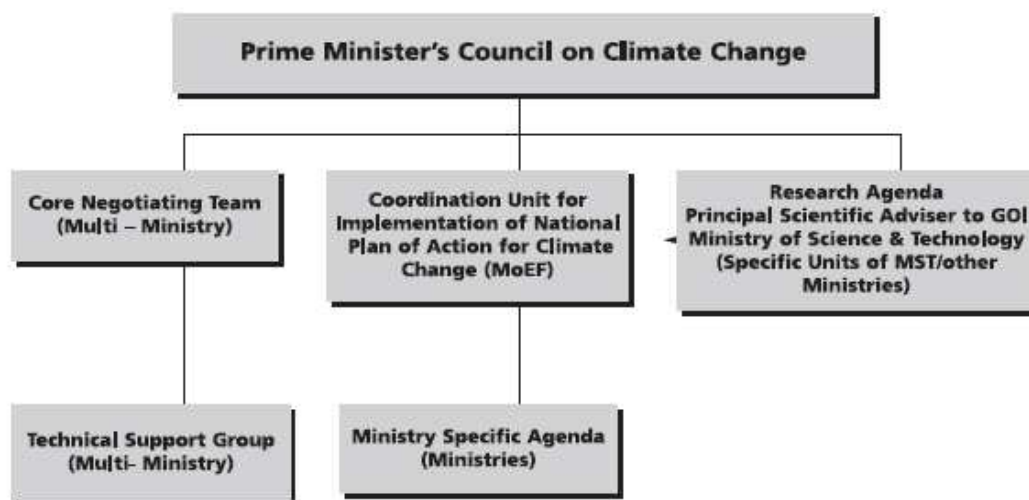 Prime Minister's Council on Climate Change
Core Negotiating Team
(Multi – Ministry)
Coordination Unit for
Implementation of National
Plan of Action for Climate
Change (MoEF)
Research Agenda
Principal Scientific Adviser to GOI
Ministry of Science & Technology
(Specific Units of MST/other
Ministries)
Technical Support Group
(Multi– Ministry)
Ministry Specific Agenda
(Ministries)